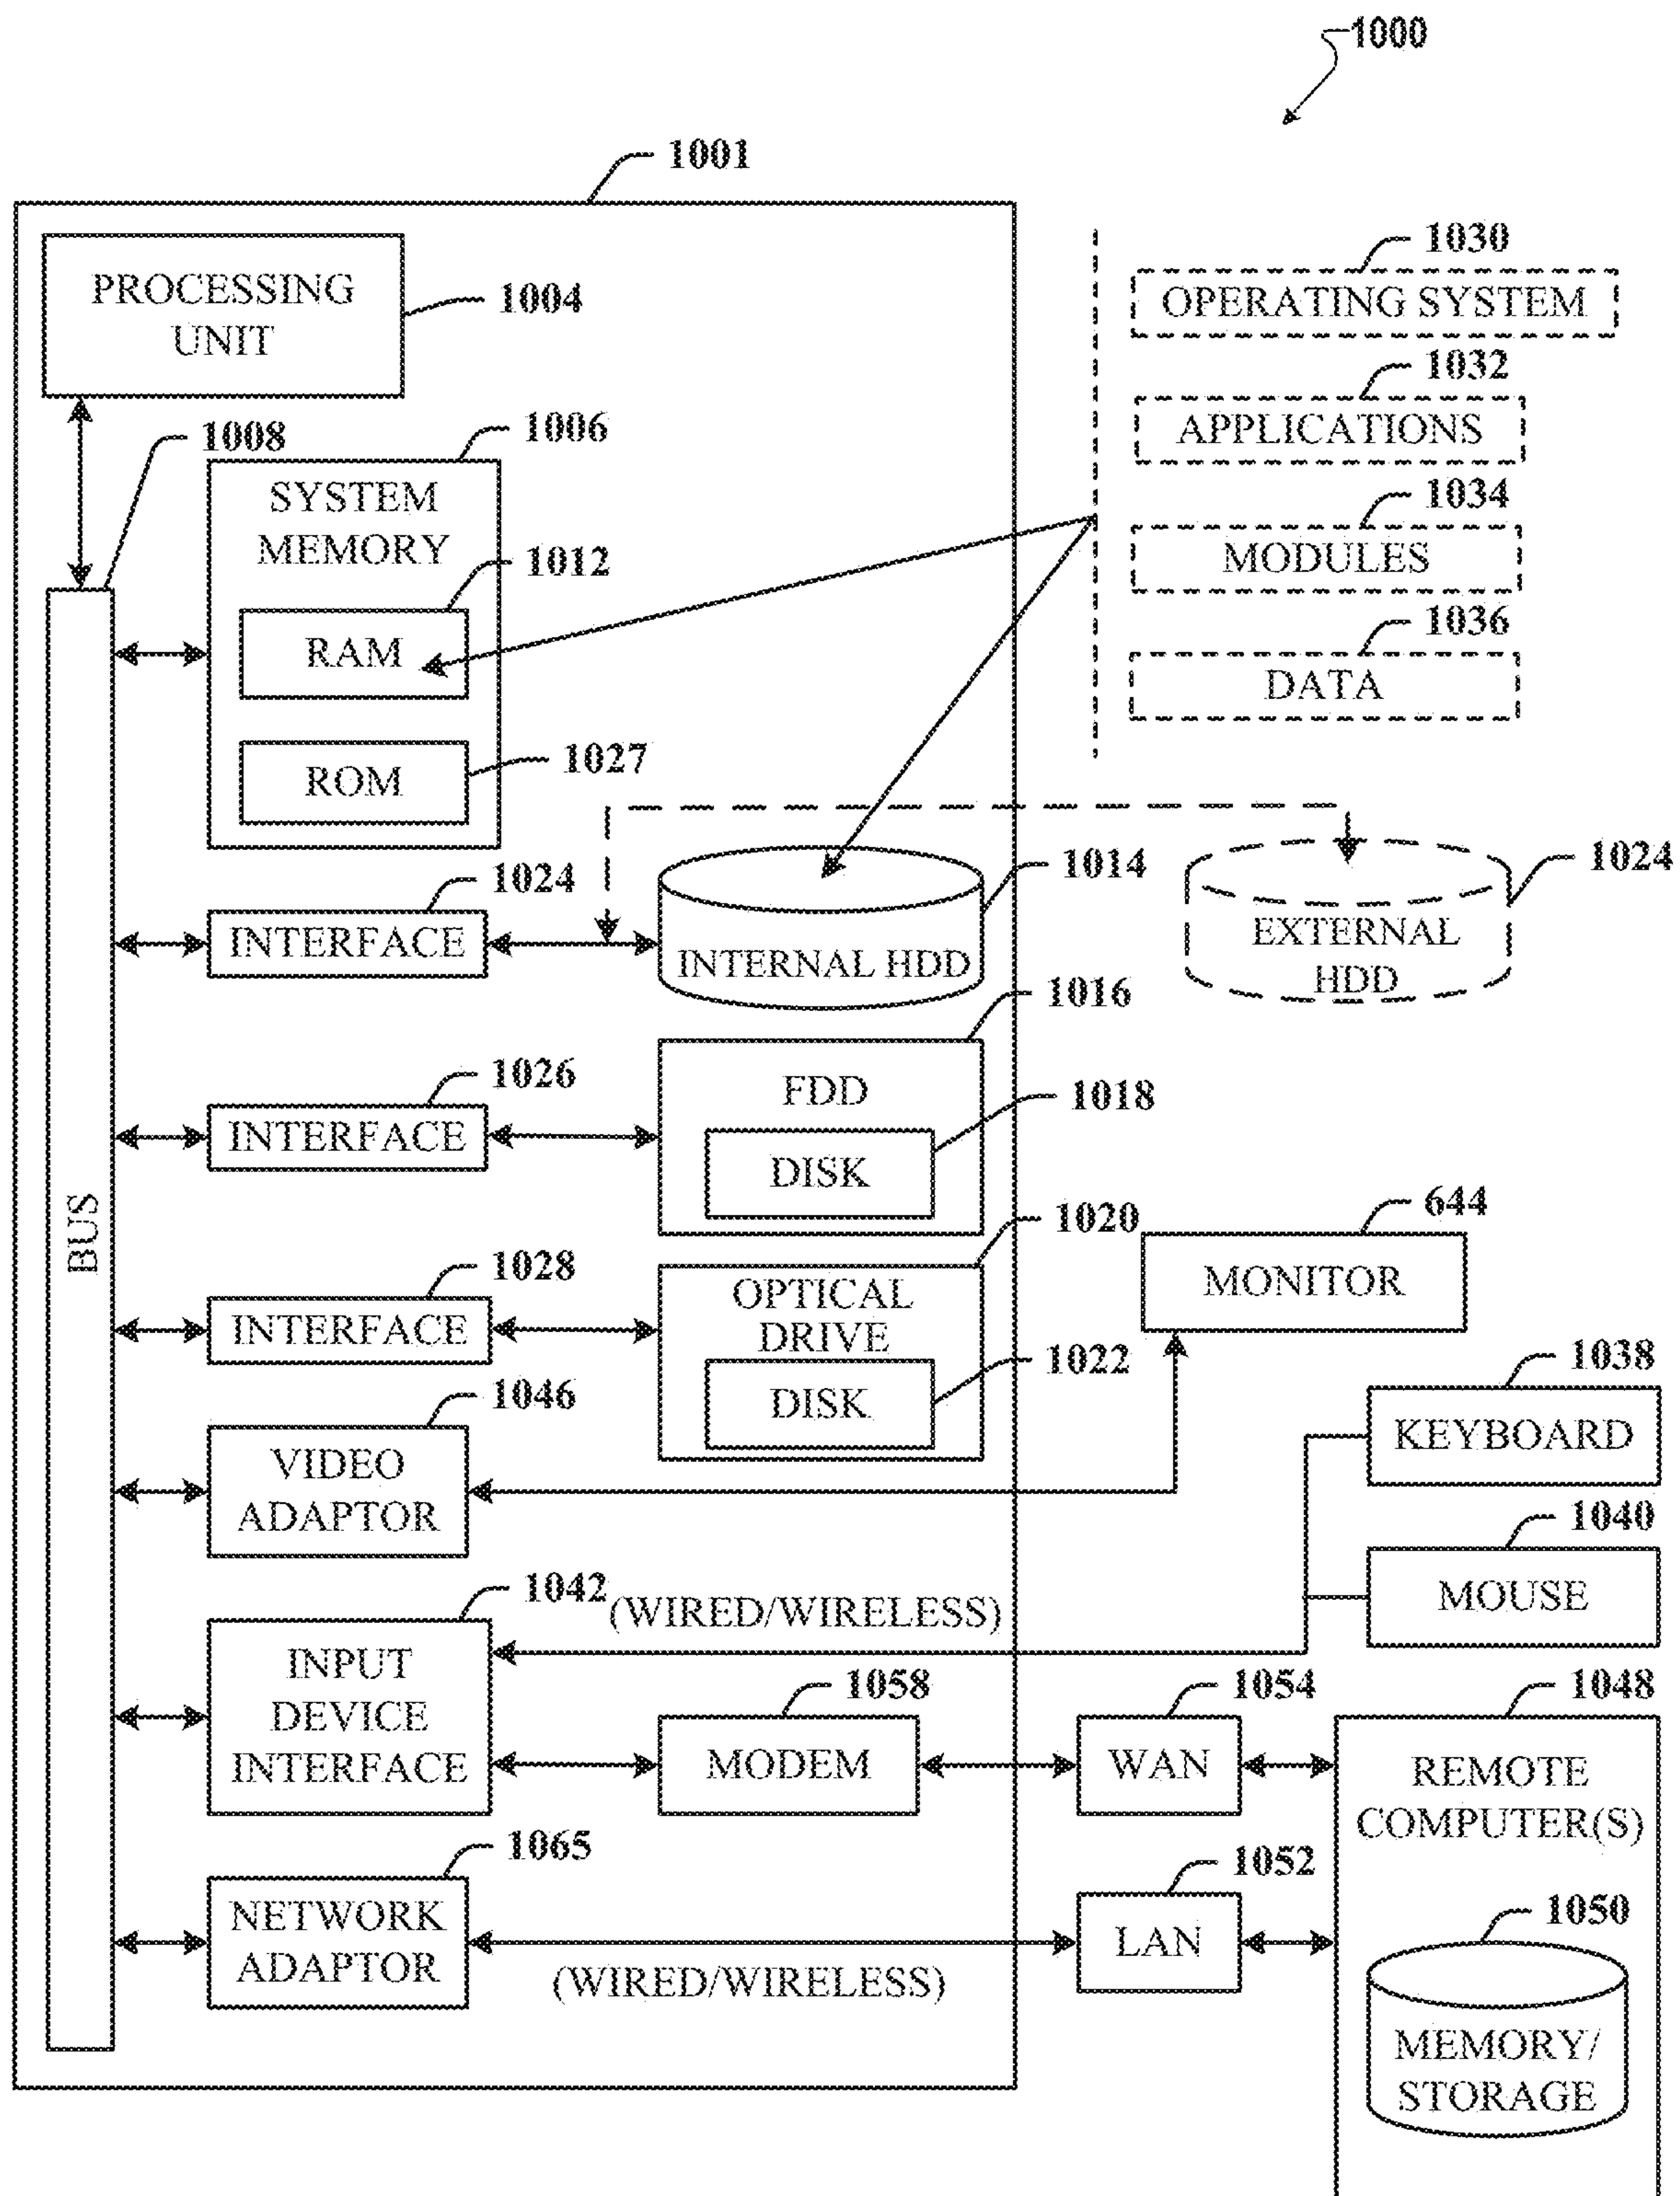 1000
1001
PROCESSING
UNIT
1004
1008
1006
SYSTEM
MEMORY
1012
RAM
ROM
1027
1030
OPERATING SYSTEM
1032
APPLICATIONS
1034
MODULES
1036
DATA
1024
INTERFACE
1014
INTERNAL HDD
1024
EXTERNAL
HDD
1026
INTERFACE
1016
FDD
1018
DISK
BUS
1028
INTERFACE
1020
OPTICAL
DRIVE
1022
DISK
644
MONITOR
1046
VIDEO
ADAPTOR
1038
KEYBOARD
1040
MOUSE
1042
(WIRED/WIRELESS)
INPUT
DEVICE
INTERFACE
1058
MODEM
1054
WAN
1048
REMOTE
COMPUTER(S)
1065
NETWORK
ADAPTOR
(WIRED/WIRELESS)
1052
LAN
1050
MEMORY/
STORAGE